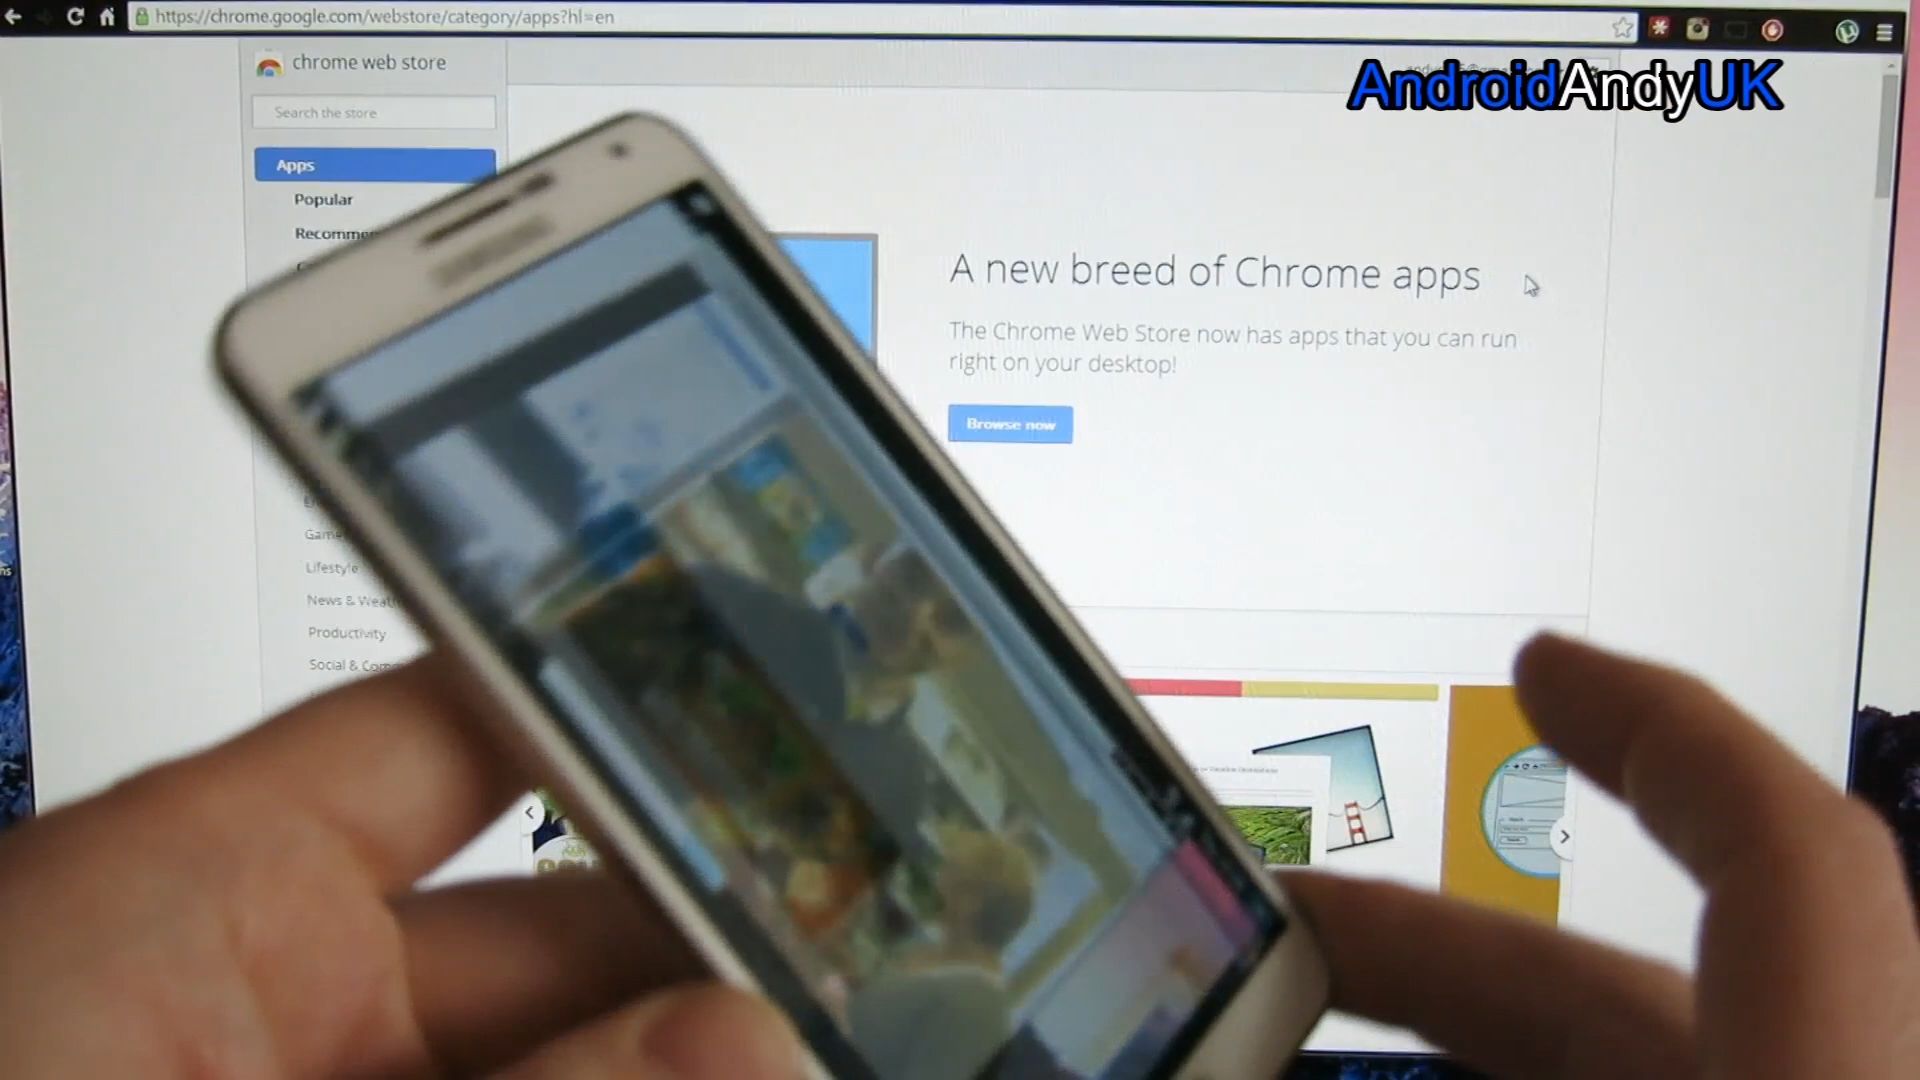 https://chrome.google.com/webstore/category/apps?hl=en
chrome web store
AndroidAndyUK
Search the store
Apps
Popular
A new breed of Chrome apps
The Chrome Web Store now has apps that you can run
right on your desktop!
Browse now
Lifestyle
News &
Productivity
Social &